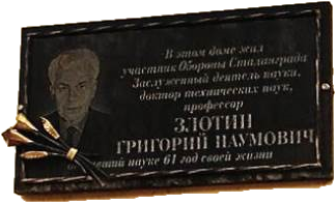 В этом доме жил
участник Обороны Сталинграда
Заслуженный деятель науки,
доктор технических наук,
профессор
ЗЛОТИН
ГРИГОРИЙ НАУМОВИЧ
науке 61 год своей жизни